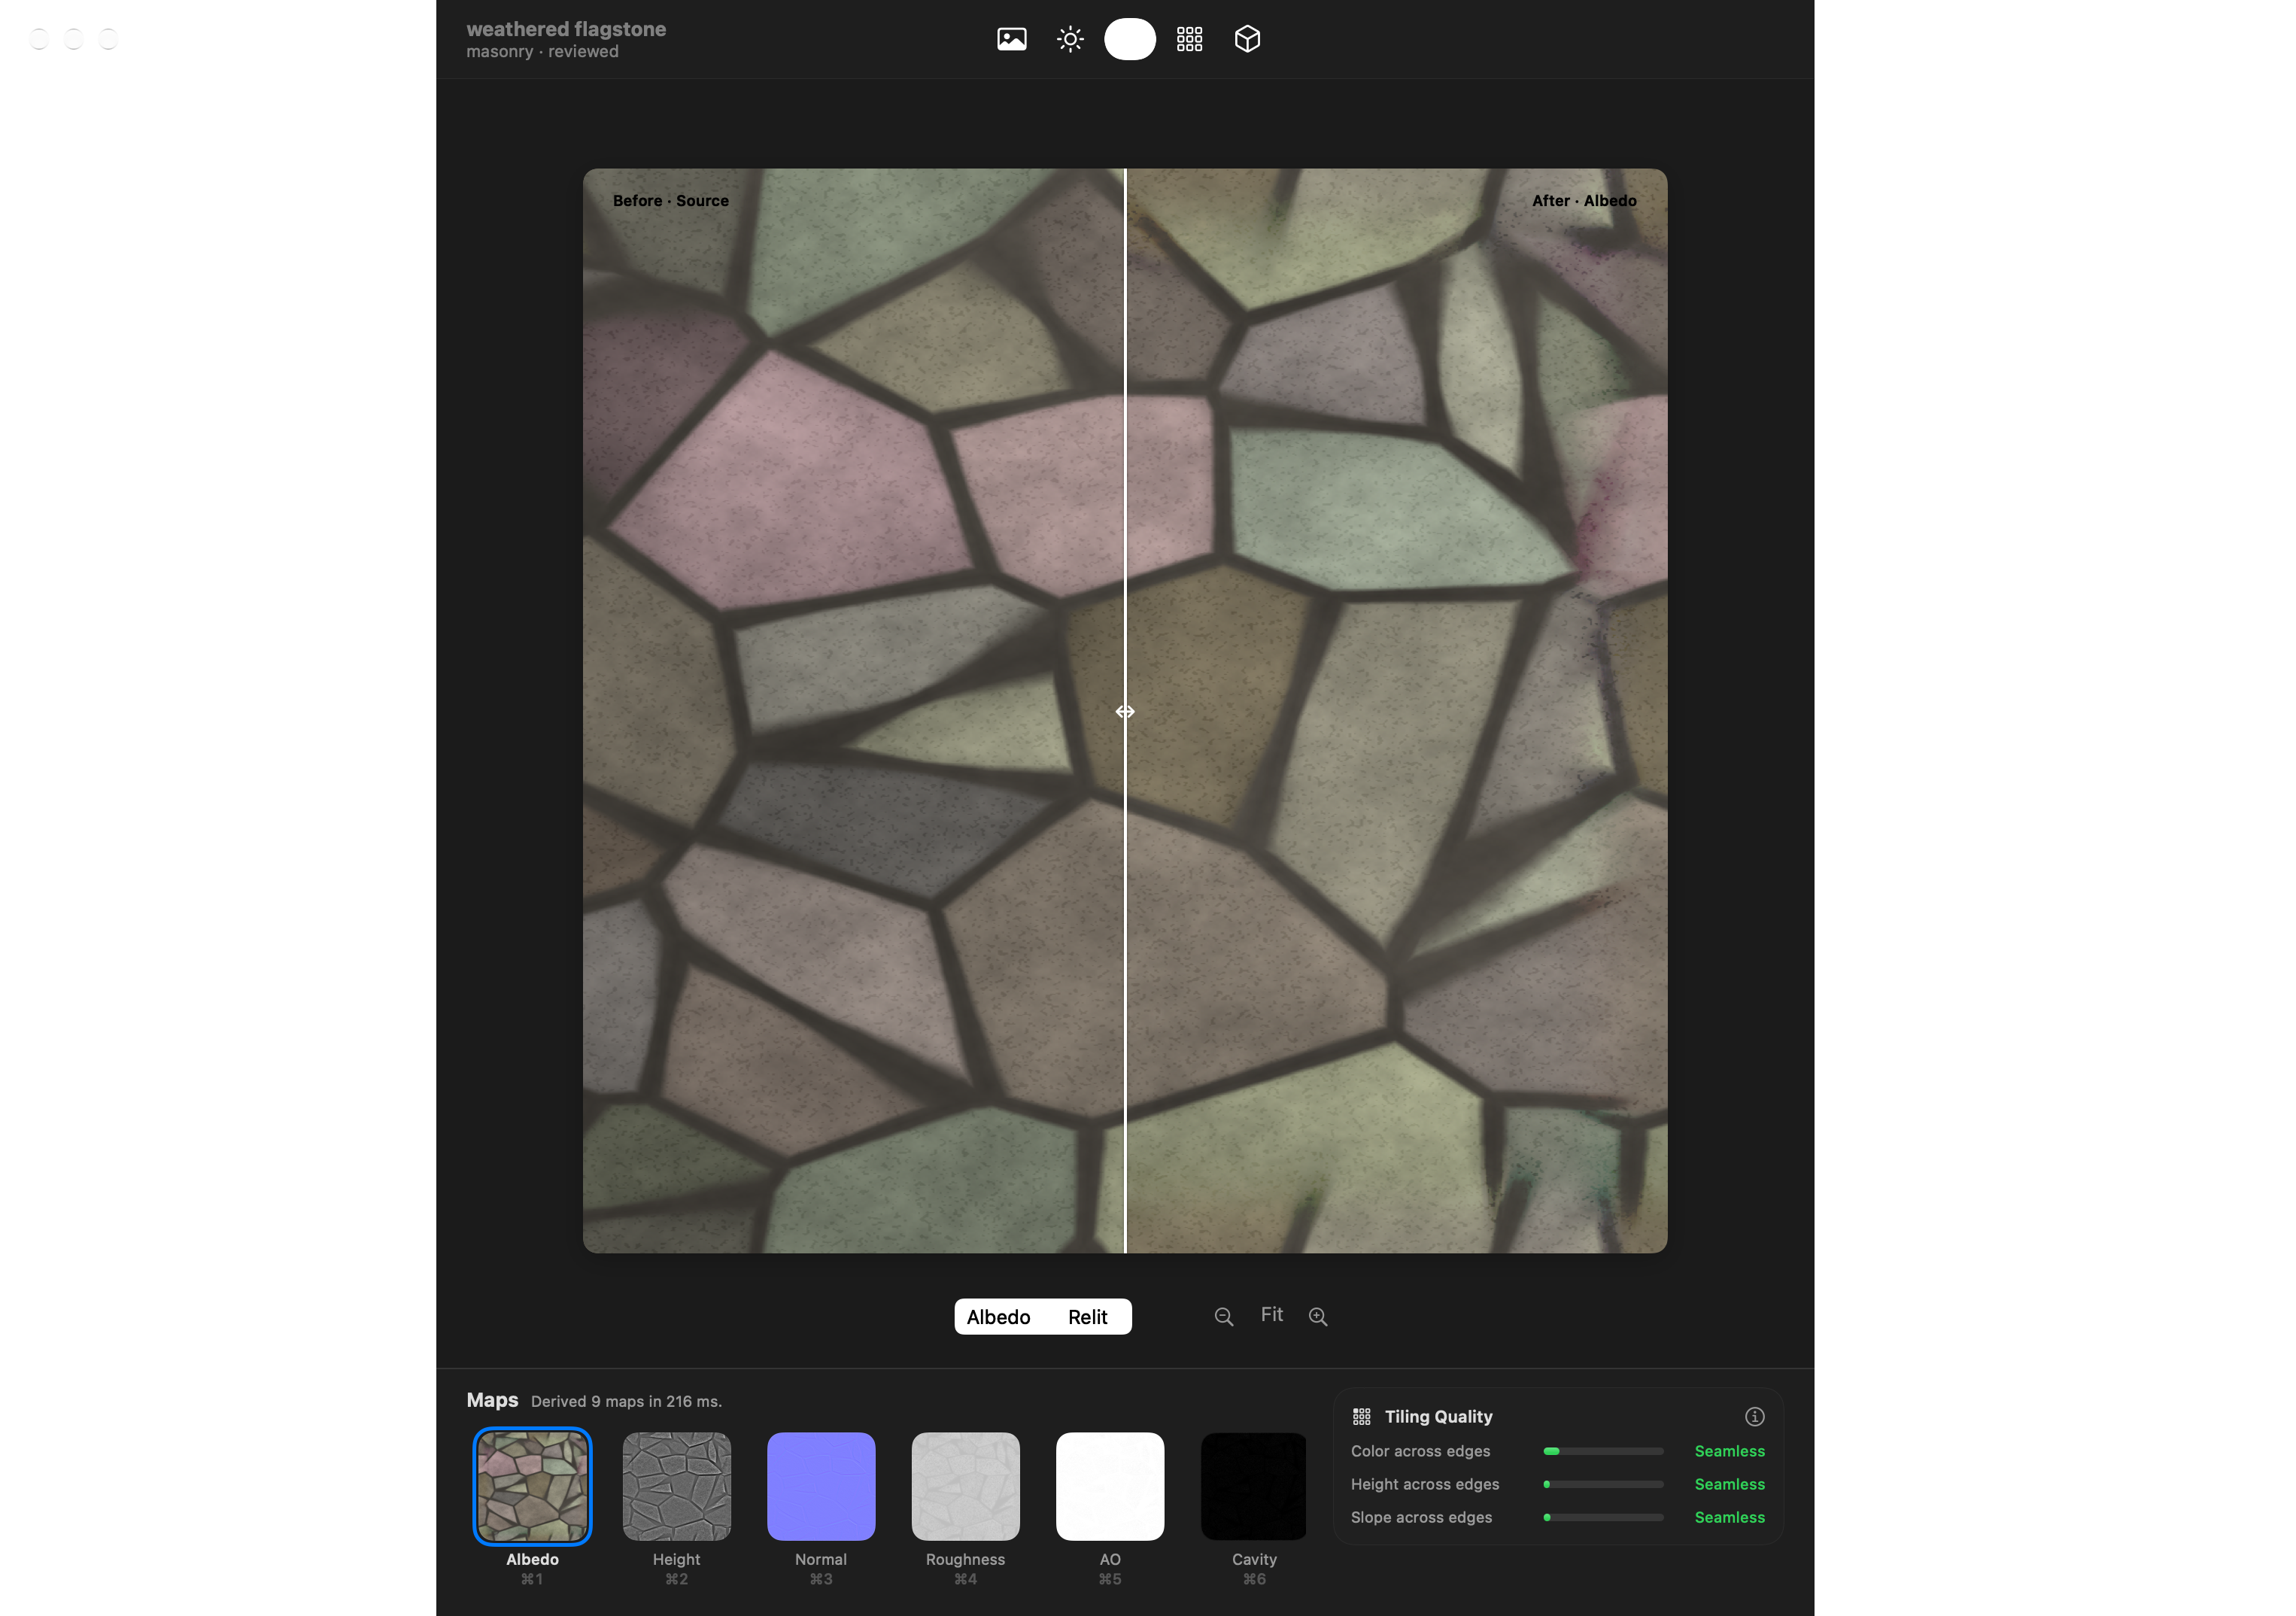 weathered flagstone
masonry · reviewed
Before · Source
After · Albedo
Albedo
Relit
Fit
Maps
Derived 9 maps in 216 ms.
Albedo
⌘1
Height
⌘2
Normal
⌘3
Roughness
⌘4
AO
⌘5
Cavity
⌘6
Tiling Quality
Color across edges
Seamless
Height across edges
Seamless
Slope across edges
Seamless